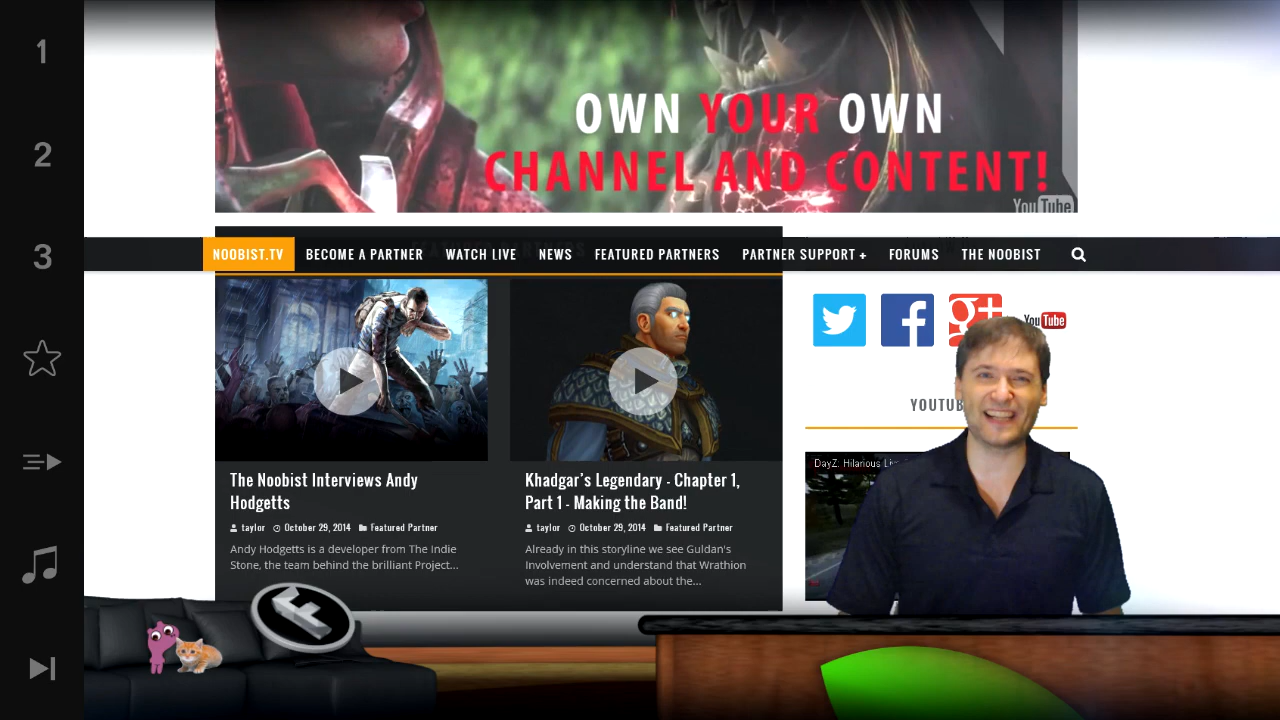 1
2
3
OWN YOUR OWN
CHANNEL AND CONTENT!
YouTube
NOOBIST.TV BECOME A PARTNER WATCH LIVE NEWS FEATURED PARTNERS PARTNER SUPPORT + FORUMS THE NOOBIST
g+ YouTube
YOUTUB
DayZ: Hilarious Li
The Noobist Interviews Andy
Hodgetts
taylor October 29, 2014 Featured Partner
Andy Hodgetts is a developer from The Indie
Stone, the team behind the brilliant Project...
Khadgar's Legendary - Chapter 1,
Part 1 - Making the Band!
taylor October 29, 2014 Featured Partner
Already in this storyline we see Guldan's
Involvement and understand that Wrathion
was indeed concerned about the...